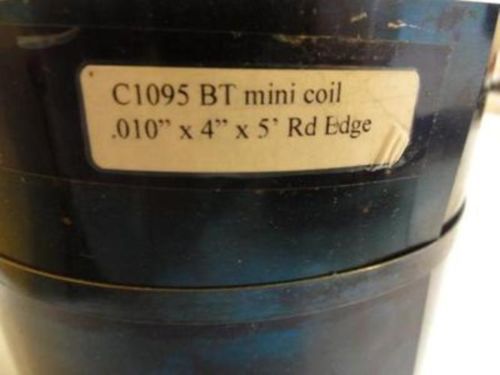 C1095 BT mini coil
.010” x 4” x 5’ Rd Edge